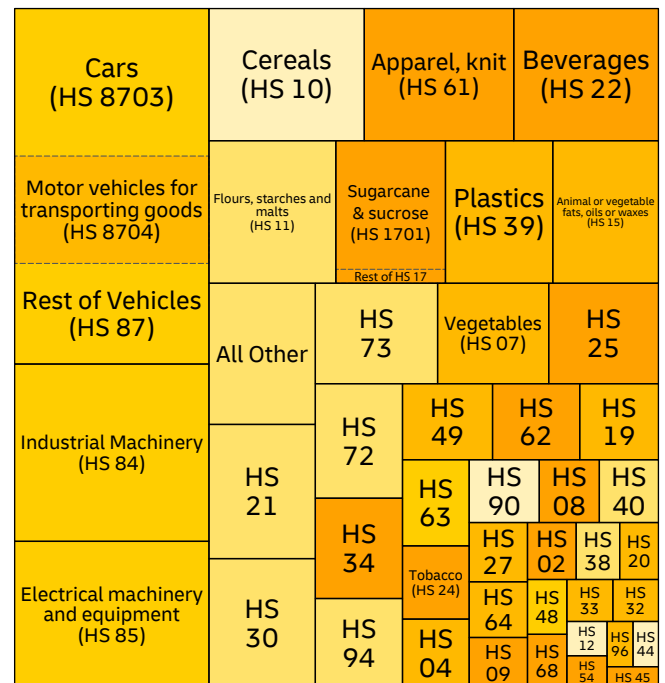 Cars
(HS 8703)
Motor vehicles for
transporting goods
(HS 8704)
Rest of Vehicles
(HS 87)
Industrial Machinery
(HS 84)
Electrical machinery
and equipment
(HS 85)
Cereals
(HS 10)
Apparel, knit
(HS 61)
Beverages
(HS 22)
Flours, starches and
malts
(HS 11)
Sugarcane
& sucrose
(HS 1701)
Rest of HS 17
Plastics
(HS 39)
Animal or vegetable
fats, oils or waxes
(HS 15)
All Other
HS
73
Vegetables
(HS 07)
HS
25
HS
21
HS
30
HS
72
HS
34
HS
94
HS
49
HS
62
HS
19
HS
63
Tobacco
(HS 24)
HS
04
HS
90
HS
08
HS
40
HS
27
HS
02
HS
38
HS
20
HS
64
HS
48
HS
33
HS
32
HS
09
HS
68
HS
12
HS
96
HS
44
HS
54
HS 45